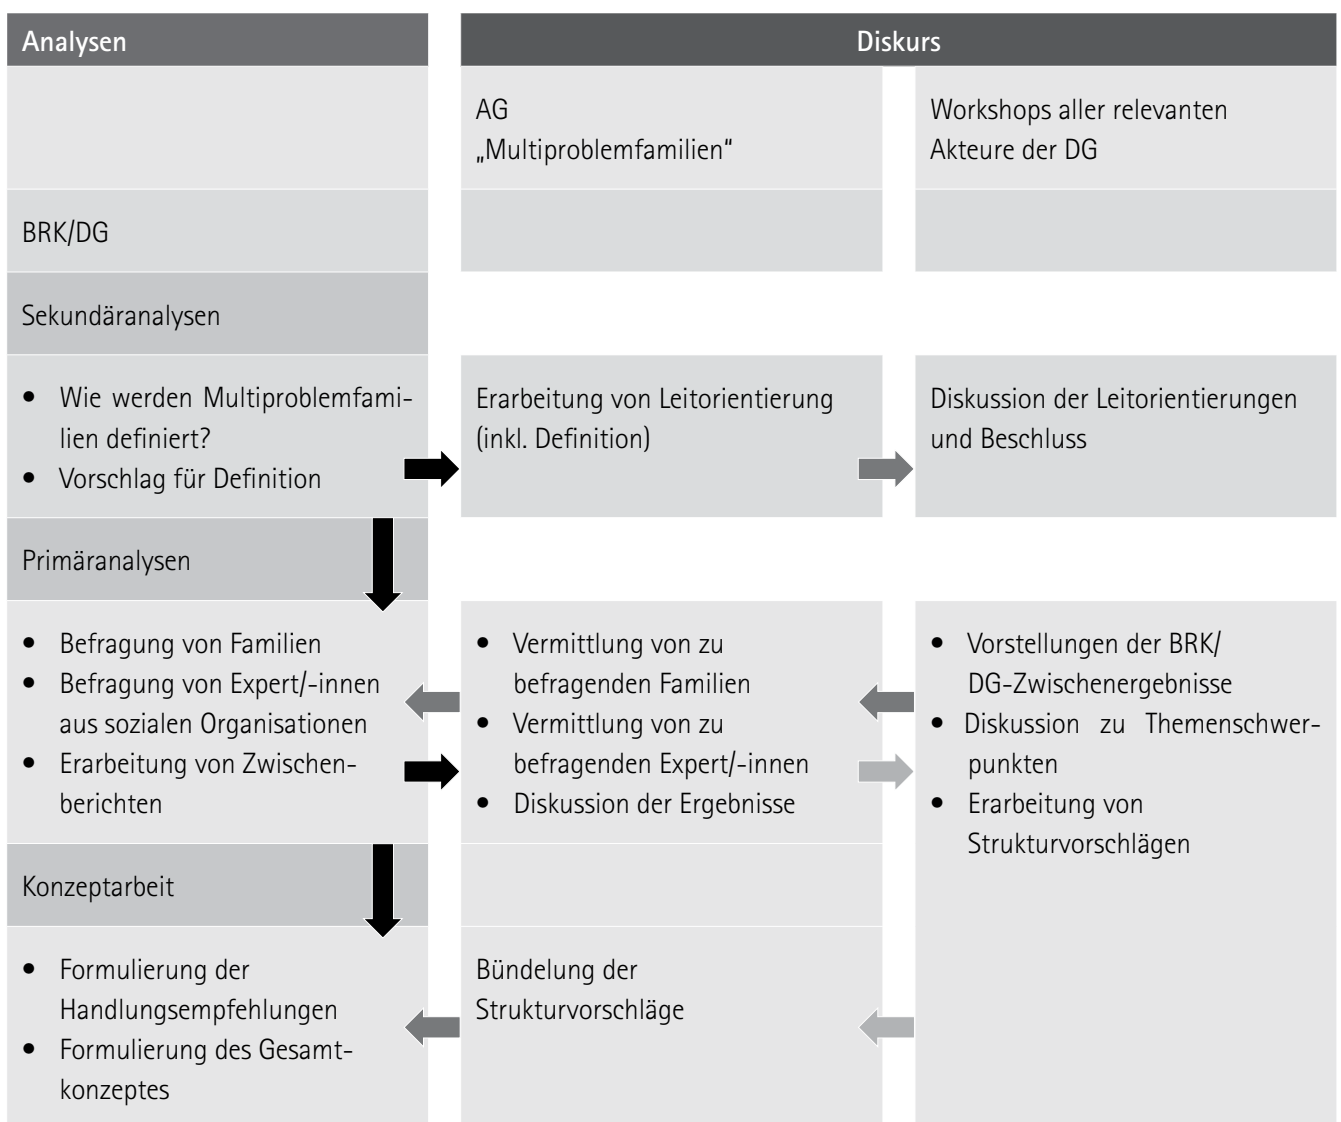 Analysen
Diskurs
AG
„Multiproblemfamilien“
Workshops aller relevanten
Akteure der DG
BRK/DG
Sekundäranalysen
• Wie werden Multiproblemfami-
lien definiert?
• Vorschlag für Definition
Erarbeitung von Leitorientierung
(inkl. Definition)
Diskussion der Leitorientierungen
und Beschluss
Primäranalysen
• Befragung von Familien
• Befragung von Expert/-innen
aus sozialen Organisationen
• Erarbeitung von Zwischen-
berichten
• Vermittlung von zu
befragenden Familien
• Vermittlung von zu
befragenden Expert/-innen
• Diskussion der Ergebnisse
• Vorstellungen der BRK/
DG-Zwischenergebnisse
• Diskussion zu Themenschwer-
punkten
• Erarbeitung von
Strukturvorschlägen
Konzeptarbeit
• Formulierung der
Handlungsempfehlungen
• Formulierung des Gesamt-
konzeptes
Bündelung der
Strukturvorschläge